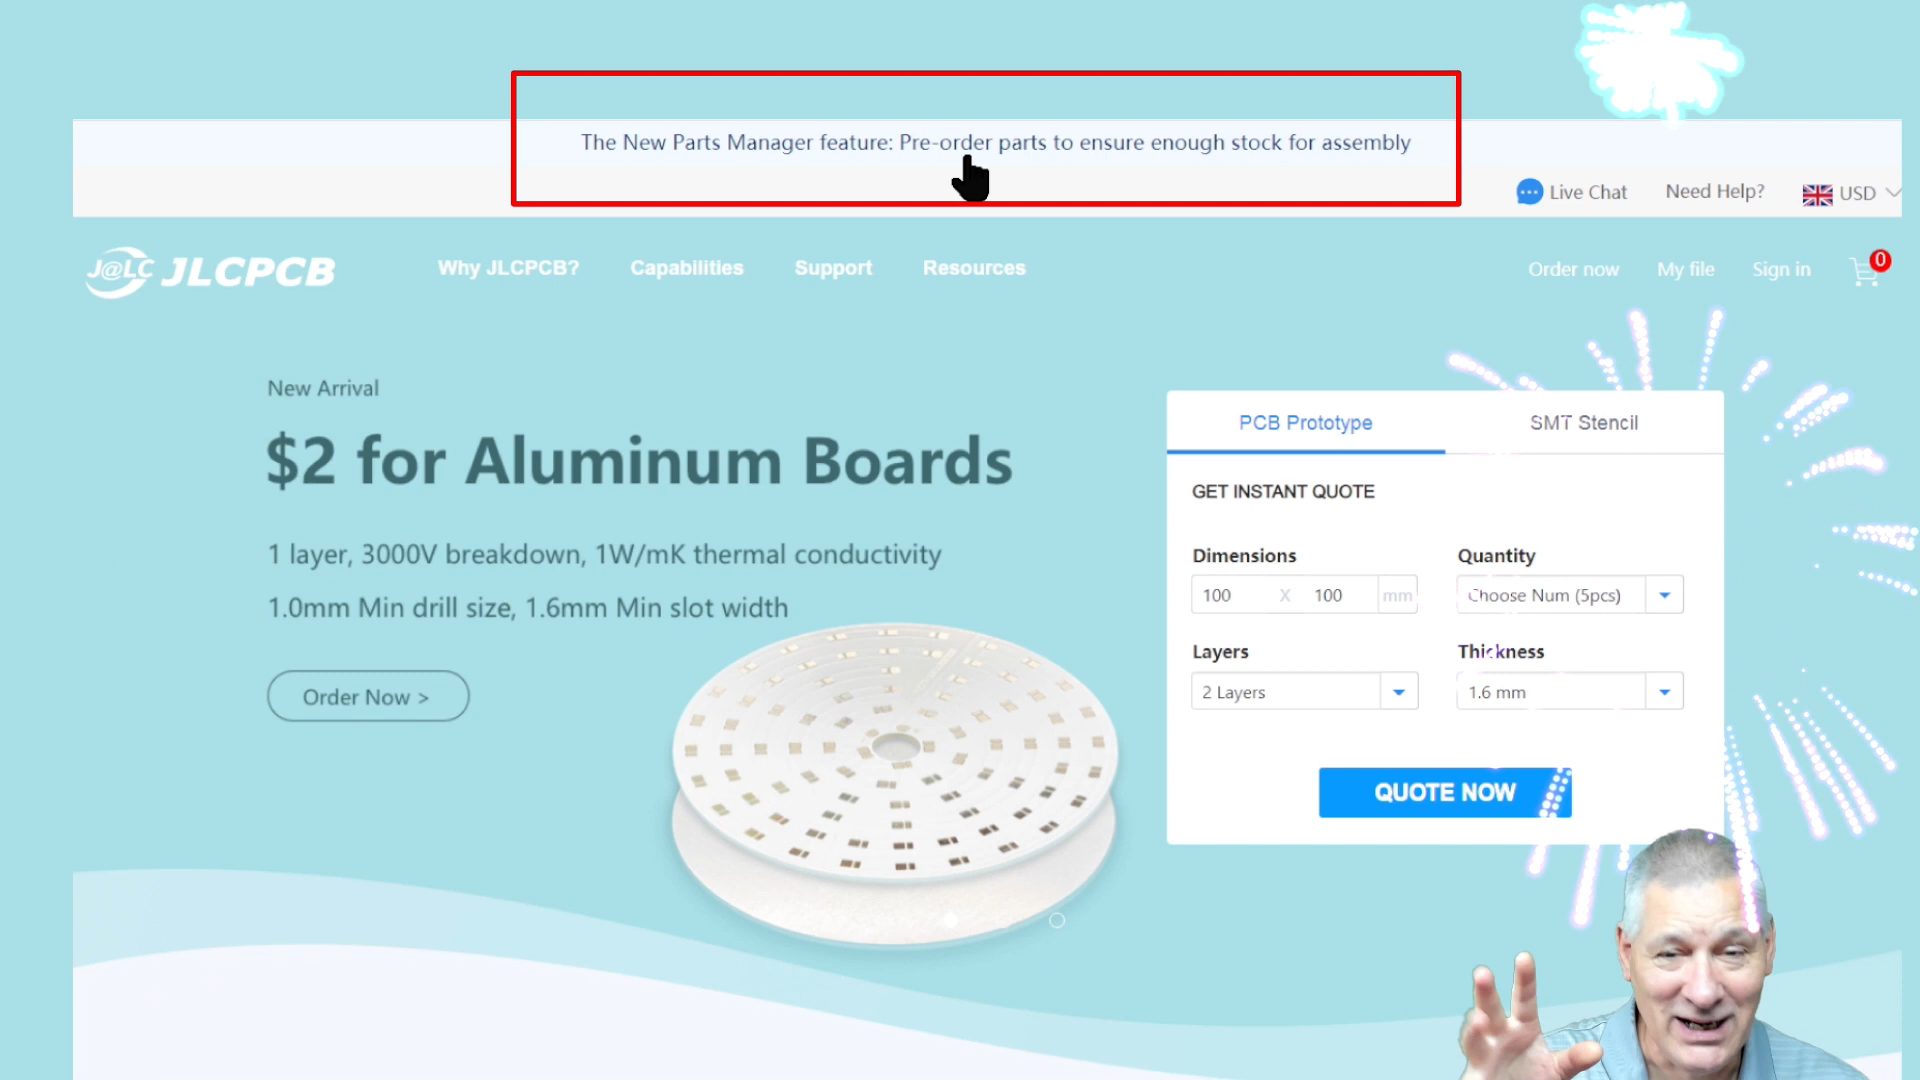 The New Parts Manager feature: Pre-order parts to ensure enough stock for assembly
Live Chat
Need Help?
USD
J@LC JLCPCB
Why JLCPCB?
Capabilities
Support
Resources
Order now
My file
Sign in
0
New Arrival
$2 for Aluminum Boards
1 layer, 3000V breakdown, 1W/mK thermal conductivity
1.0mm Min drill size, 1.6mm Min slot width
Order Now >
PCB Prototype
SMT Stencil
GET INSTANT QUOTE
Dimensions
Quantity
100 X 100 mm
Choose Num (5pcs)
Layers
Thickness
2 Layers
1.6 mm
QUOTE NOW